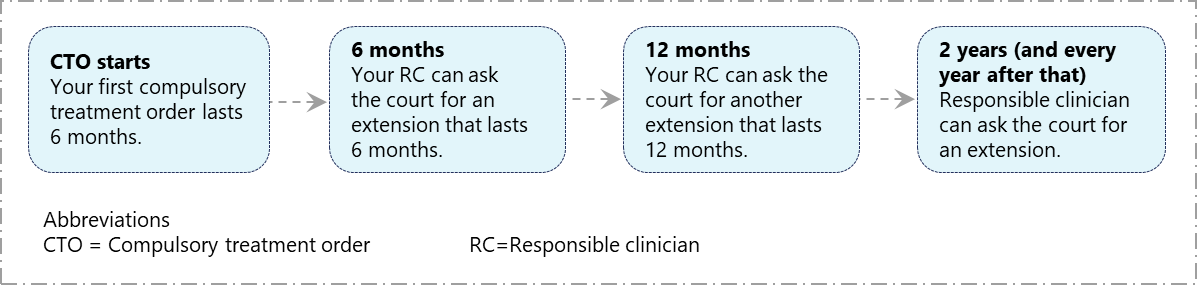 CTO starts
Your first compulsory
treatment order lasts
6 months.
6 months
Your RC can ask
the court for an
extension that lasts
6 months.
12 months
Your RC can ask the
court for another
extension that lasts
12 months.
2 years (and every
year after that)
Responsible clinician
can ask the court for
an extension.
Abbreviations
CTO = Compulsory treatment order
RC=Responsible clinician